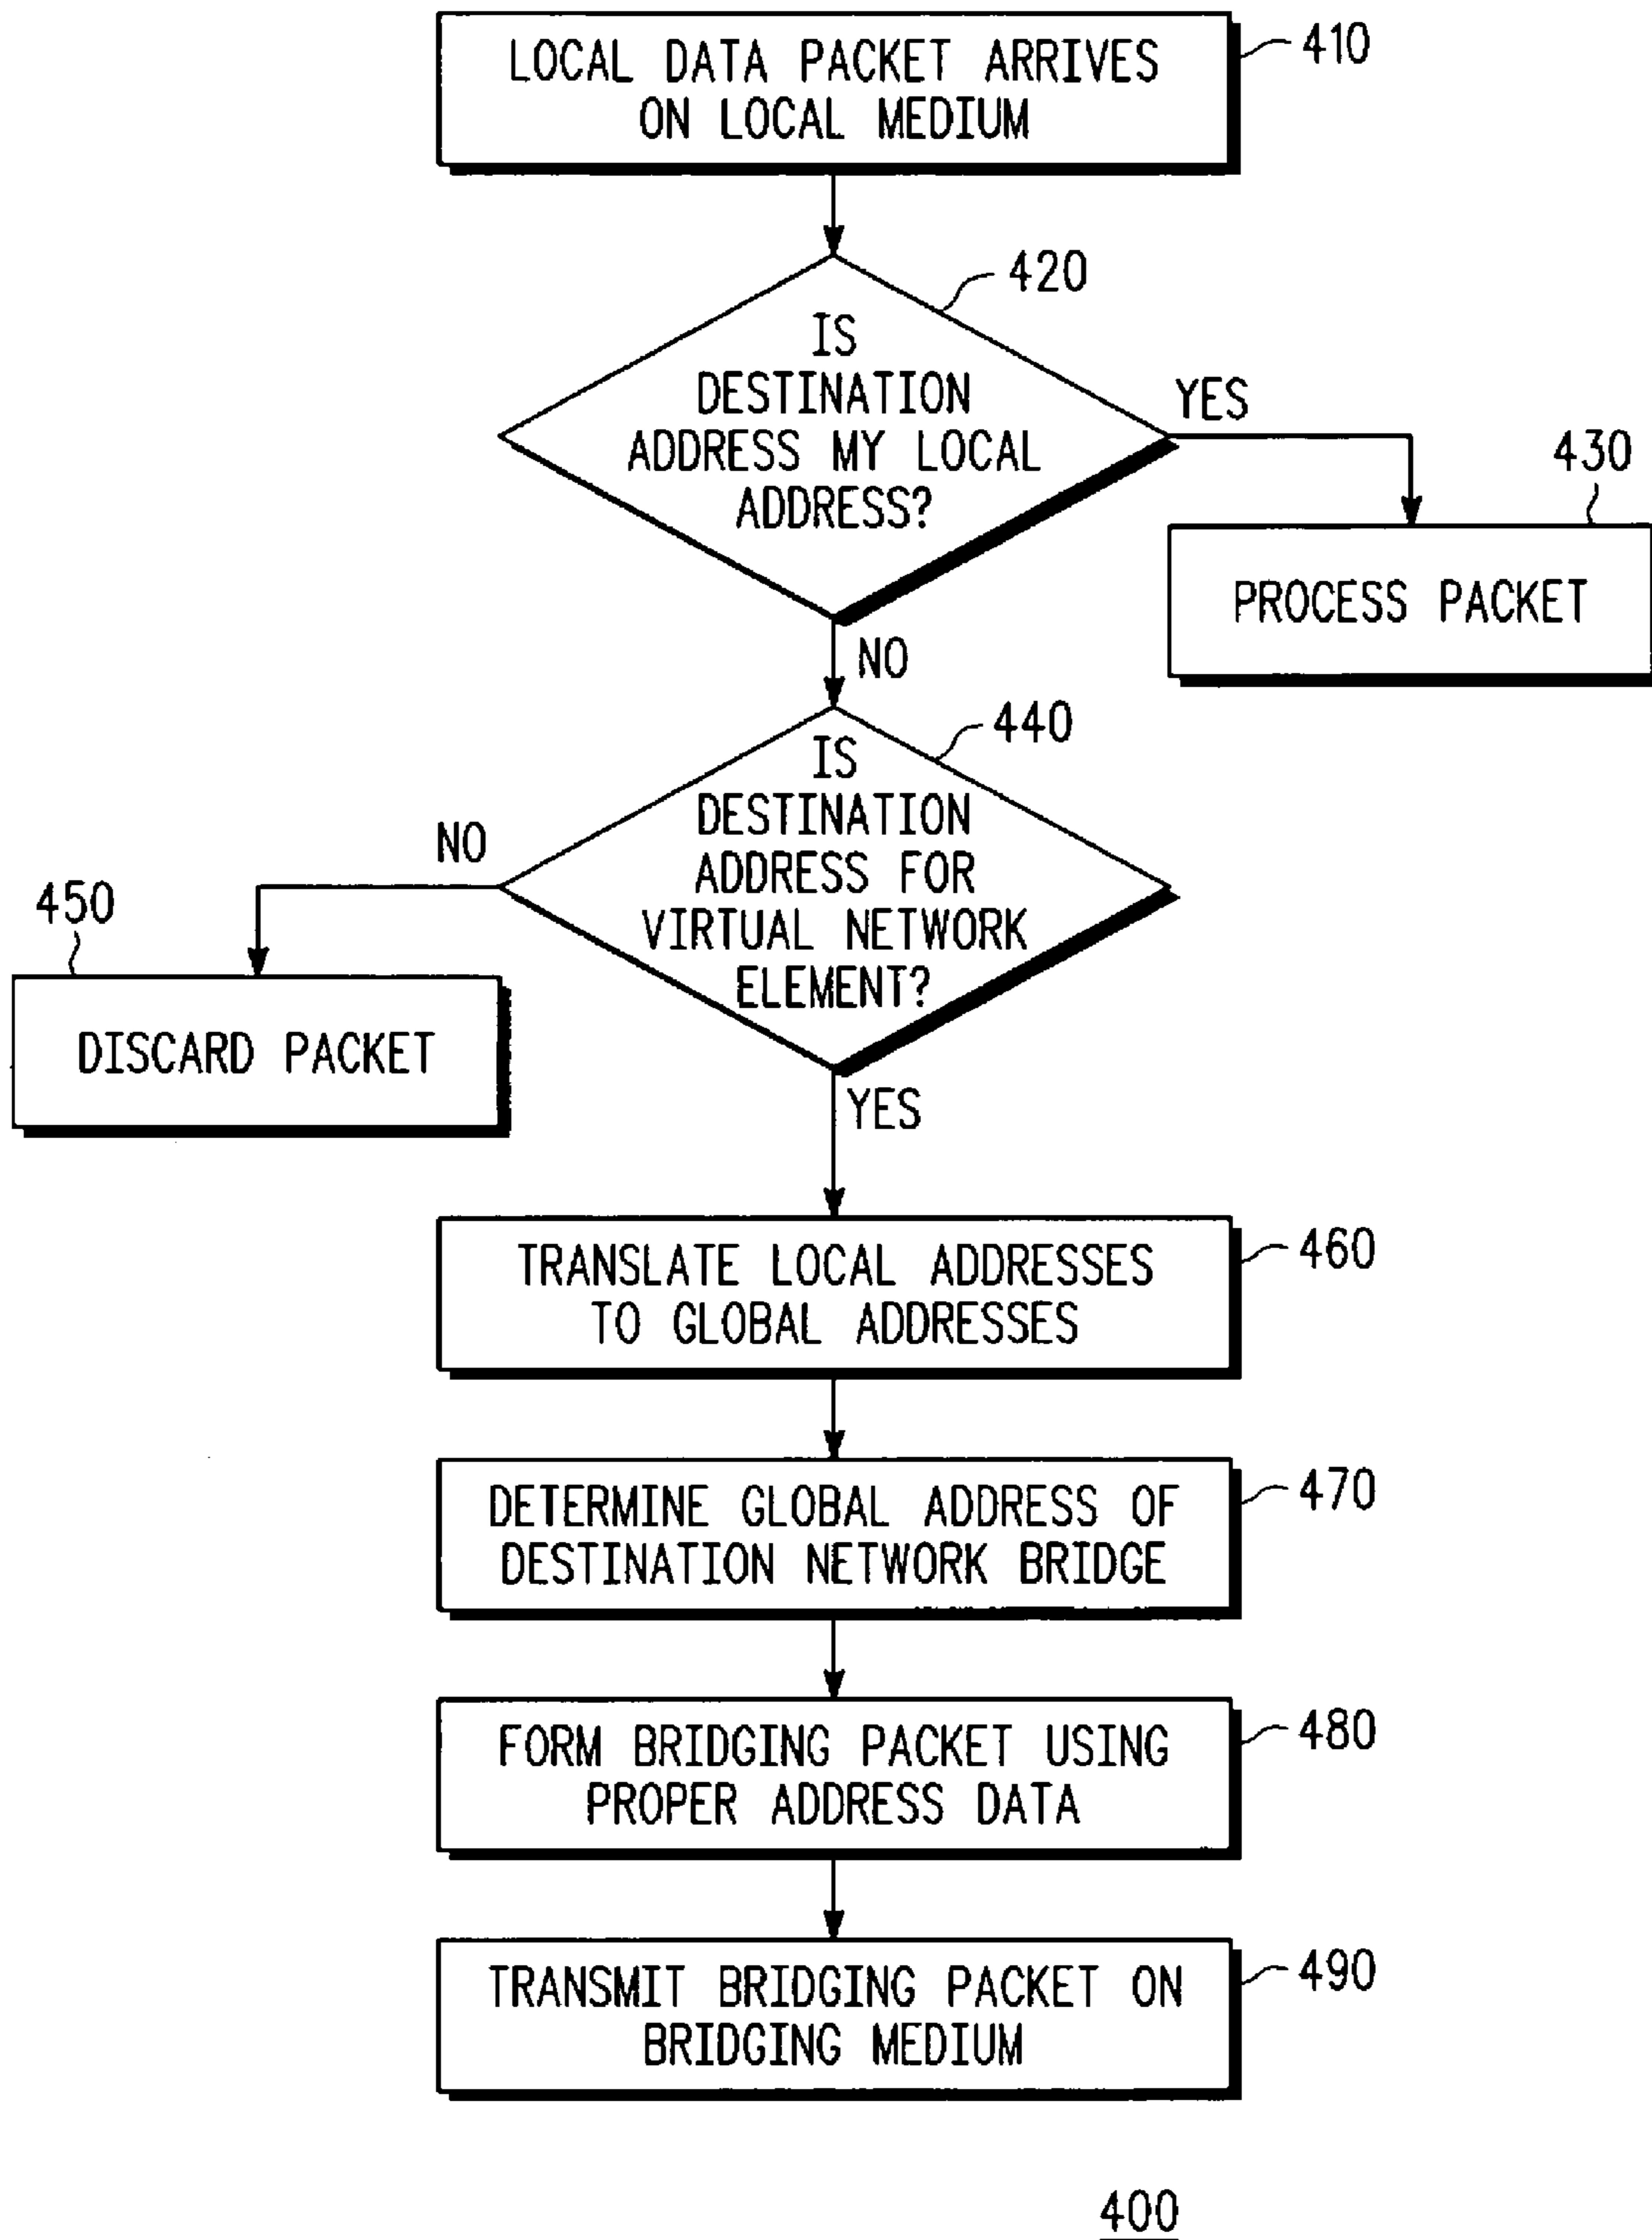 LOCAL DATA PACKET ARRIVES
ON LOCAL MEDIUM
410
IS
DESTINATION
ADDRESS MY LOCAL
ADDRESS?
420
YES
430
PROCESS PACKET
NO
440
IS
DESTINATION
ADDRESS FOR
VIRTUAL NETWORK
ELEMENT?
NO
450
DISCARD PACKET
YES
TRANSLATE LOCAL ADDRESSES
TO GLOBAL ADDRESSES
460
DETERMINE GLOBAL ADDRESS OF
DESTINATION NETWORK BRIDGE
470
FORM BRIDGING PACKET USING
PROPER ADDRESS DATA
480
TRANSMIT BRIDGING PACKET ON
BRIDGING MEDIUM
490
400